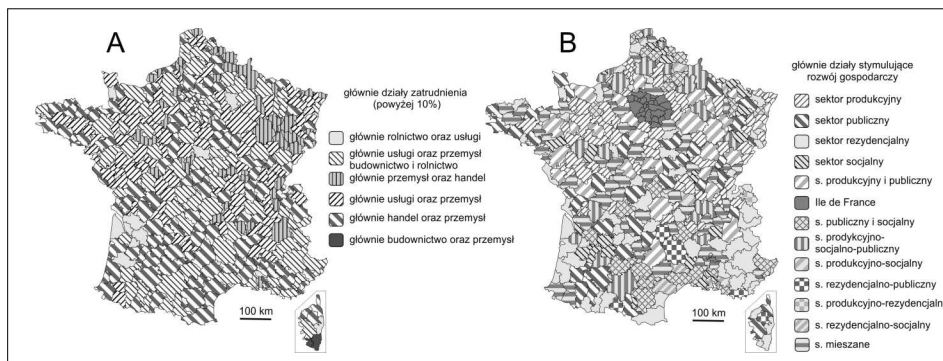 A
główne działy zatrudnienia
(powyżej 10%)
głównie rolnictwo oraz usługi
głównie usługi oraz przemysł
budownictwo i rolnictwo
głównie przemysł oraz handel
głównie usługi oraz przemysł
głównie handel oraz przemysł
głównie budownictwo oraz przemysł
100 km
B
główne działy stymulujące
rozwój gospodarczy
sektor produkcyjny
sektor publiczny
sektor rezydencjalny
sektor socjalny
s. produkcyjny i publiczny
Ile de France
s. publiczny i socjalny
s. prodykcyjno-
socjalno-publiczny
s. produkcyjno-socjalny
s. rezydencjalno-publiczny
s. produkcyjno-rezydencjaln
s. rezydencjalno-socjalny
s. mieszane
100 km